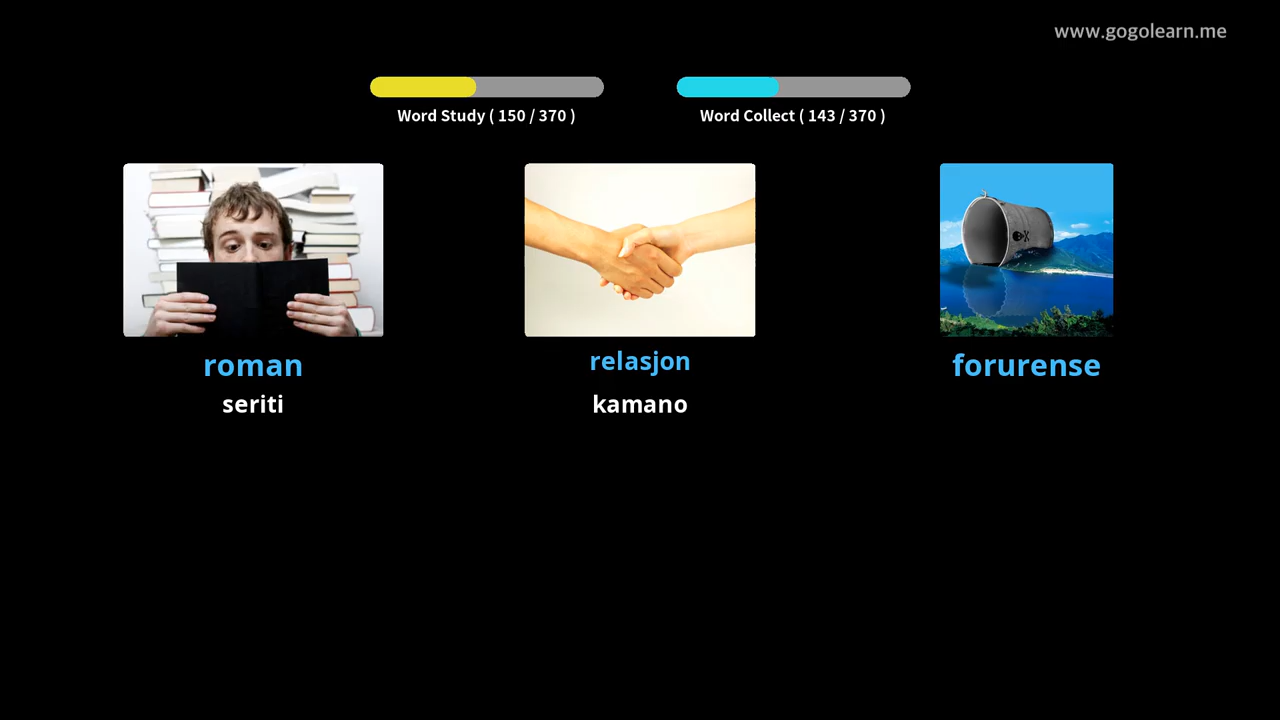 www.gogolearn.me
Word Study ( 150 / 370 )
Word Collect ( 143 / 370 )
roman
relasjon
forurense
seriti
kamano